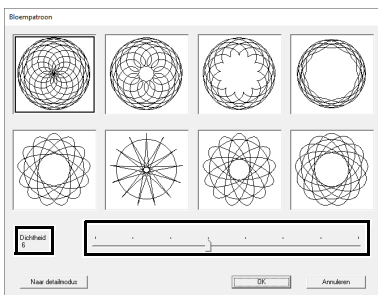 Bloempatroon
Dichtheid
6
Naar detailmodus
OK
Annuleren